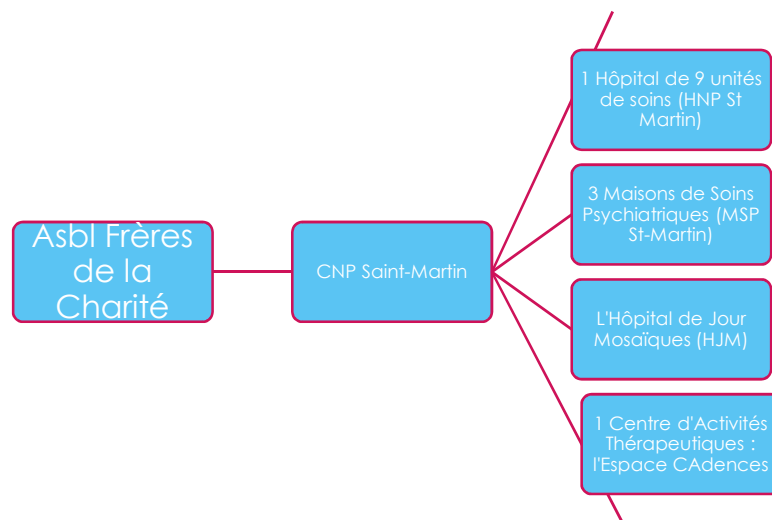 Asbl Frères
de la
Charité
CNP Saint-Martin
1 Hôpital de 9 unités
de soins (HNP St
Martin)
3 Maisons de Soins
Psychiatriques (MSP
St-Martin)
L'Hôpital de Jour
Mosaïques (HJM)
1 Centre d'Activités
Thérapeutiques :
l'Espace CAdences